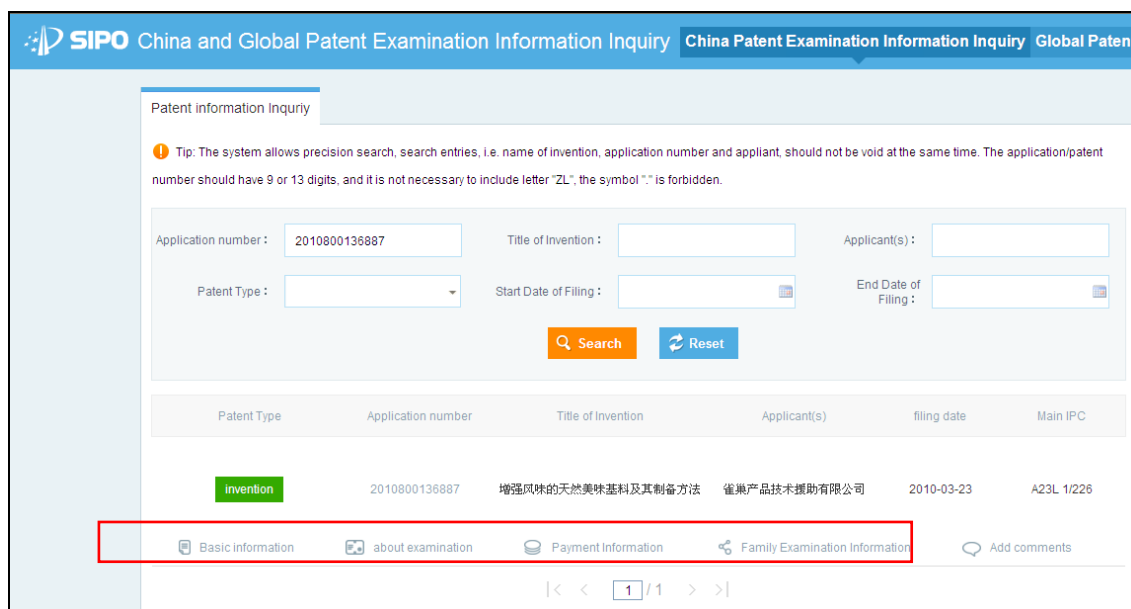 SIPO China and Global Patent Examination Information Inquiry China Patent Examination Information Inquiry Global Paten
Patent information Inquriy
Tip: The system allows precision search, search entries, i.e. name of invention, application number and appliant, should not be void at the same time. The application/patent
number should have 9 or 13 digits, and it is not necessary to include letter "ZL", the symbol "." is forbidden.
Application number： 2010800136887 Title of Invention： Applicant(s)：
Patent Type： Start Date of Filing： End Date of
Filing：
Search Reset
Patent Type Application number Title of Invention Applicant(s) filing date Main IPC
invention 2010800136887 增强风味的天然美味基料及其制备方法 雀巢产品技术援助有限公司 2010-03-23 A23L 1/226
Basic information about examination Payment Information Family Examination Information Add comments
|< < 1 / 1 > >|